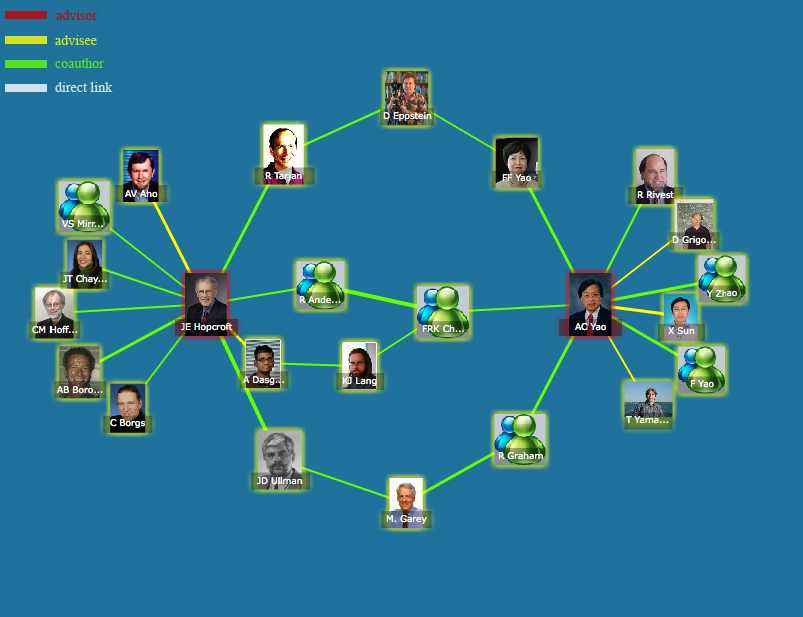 advisor
advisee
coauthor
direct link
D Eppstein
R Tarjan
FF Yao
AV Aho
R Rivest
VS Mirr...
D Grigo...
JT Chay...
Y Zhao
R Ande...
CM Hoff...
JE Hopcroft
FRK Ch...
AC Yao
X Sun
A Dasg...
KJ Lang
AB Boro...
F Yao
C Borgs
T Yama...
R Graham
JD Ullman
M. Garey